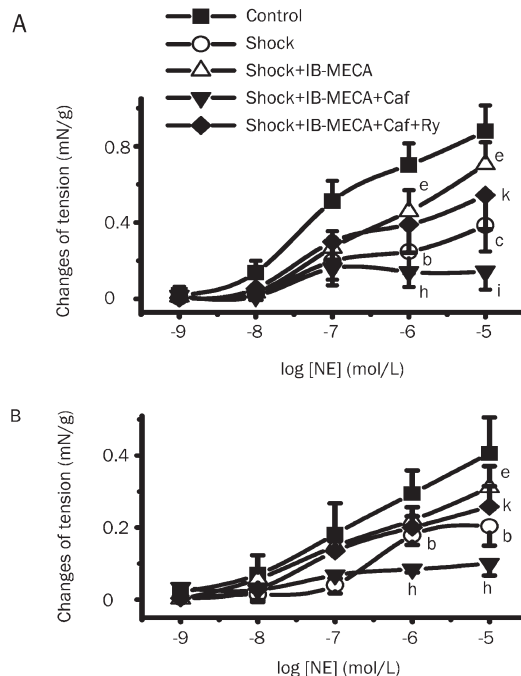 A
Control
Shock
Shock+IB-MECA
Shock+IB-MECA+Caf
Shock+IB-MECA+Caf+Ry
Changes of tension (mN/g)
0.8
0.4
0
e
e
k
c
b
h
i
-9 -8 -7 -6 -5
log [NE] (mol/L)
B
Changes of tension (mN/g)
0.4
0.2
0
e
k
b
b
h
h
-9 -8 -7 -6 -5
log [NE] (mol/L)